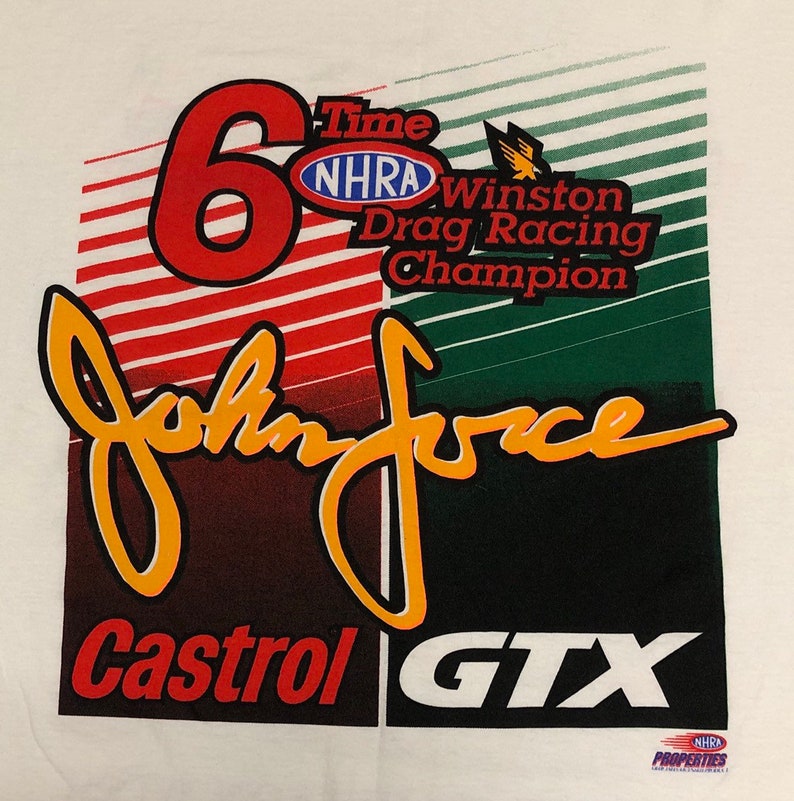 6 Time
NHRA Winston
Drag Racing
Champion
John Force
Castrol GTX
NHRA
PROPERTIES